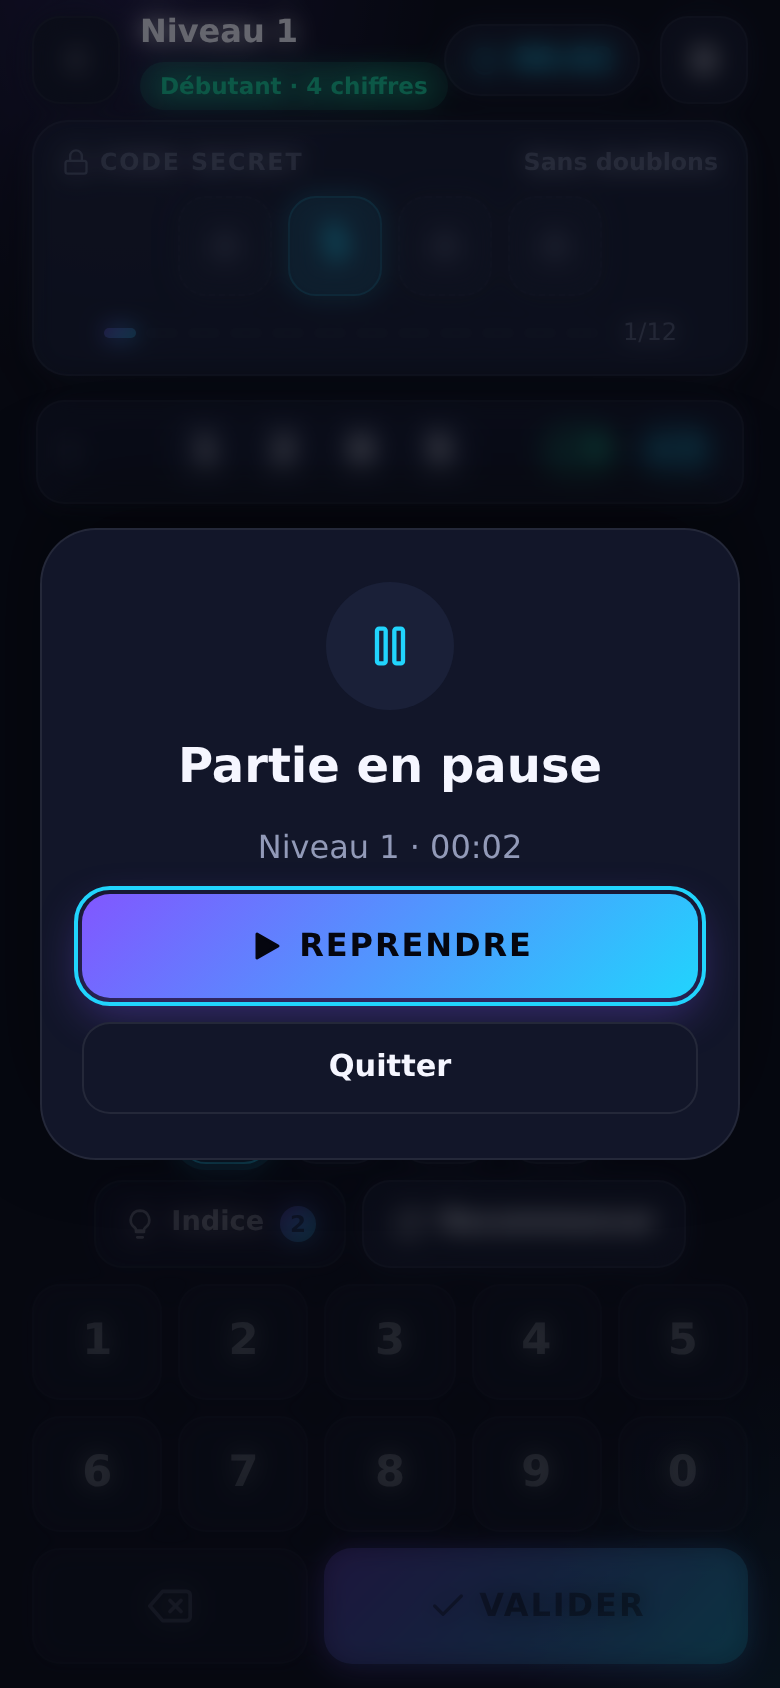 Niveau 1
Débutant · 4 chiffres
CODE SECRET
Sans doublons
1/12
Partie en pause
Niveau 1 · 00:02
REPRENDRE
Quitter
Indice 2
1 2 3 4 5
6 7 8 9 0
VALIDER